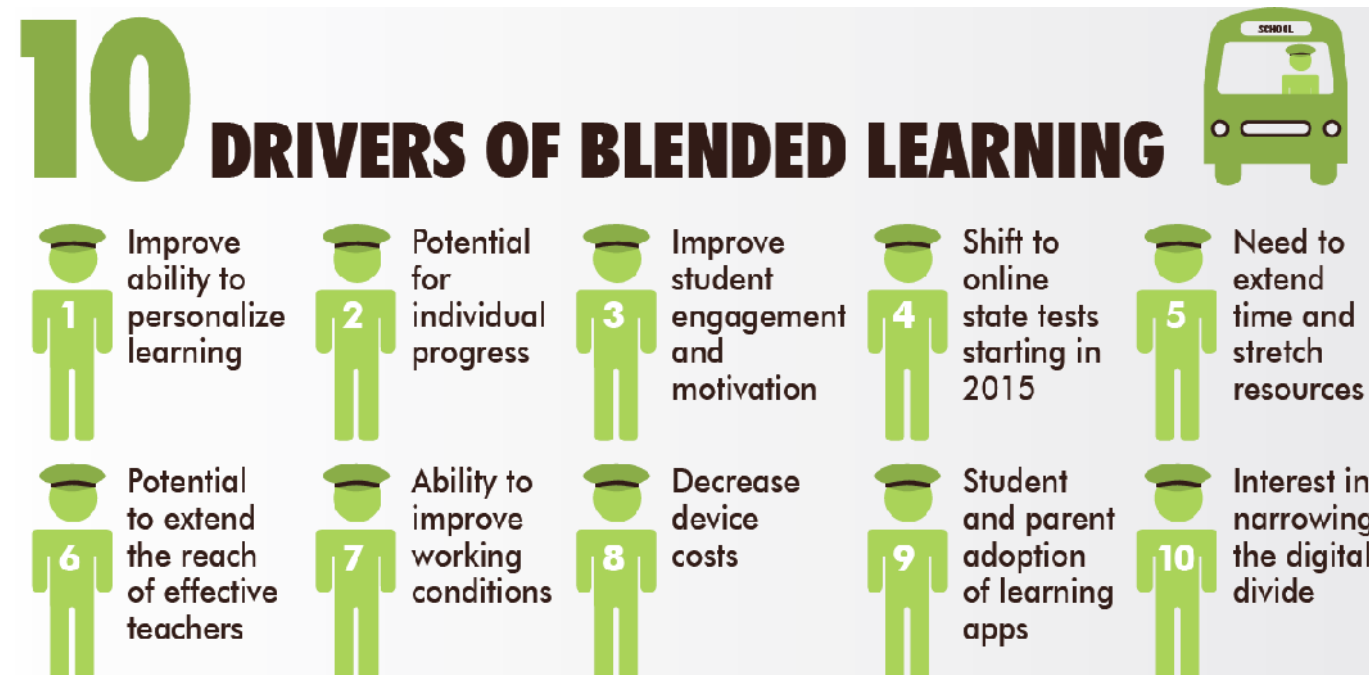 10
DRIVERS OF BLENDED LEARNING
SCHOOL
1
Improve
ability to
personalize
learning
2
Potential
for
individual
progress
3
Improve
student
engagement
and
motivation
4
Shift to
online
state tests
starting in
2015
5
Need to
extend
time and
stretch
resources
6
Potential
to extend
the reach
of effective
teachers
7
Ability to
improve
working
conditions
8
Decrease
device
costs
9
Student
and parent
adoption
of learning
apps
10
Interest in
narrowing
the digital
divide